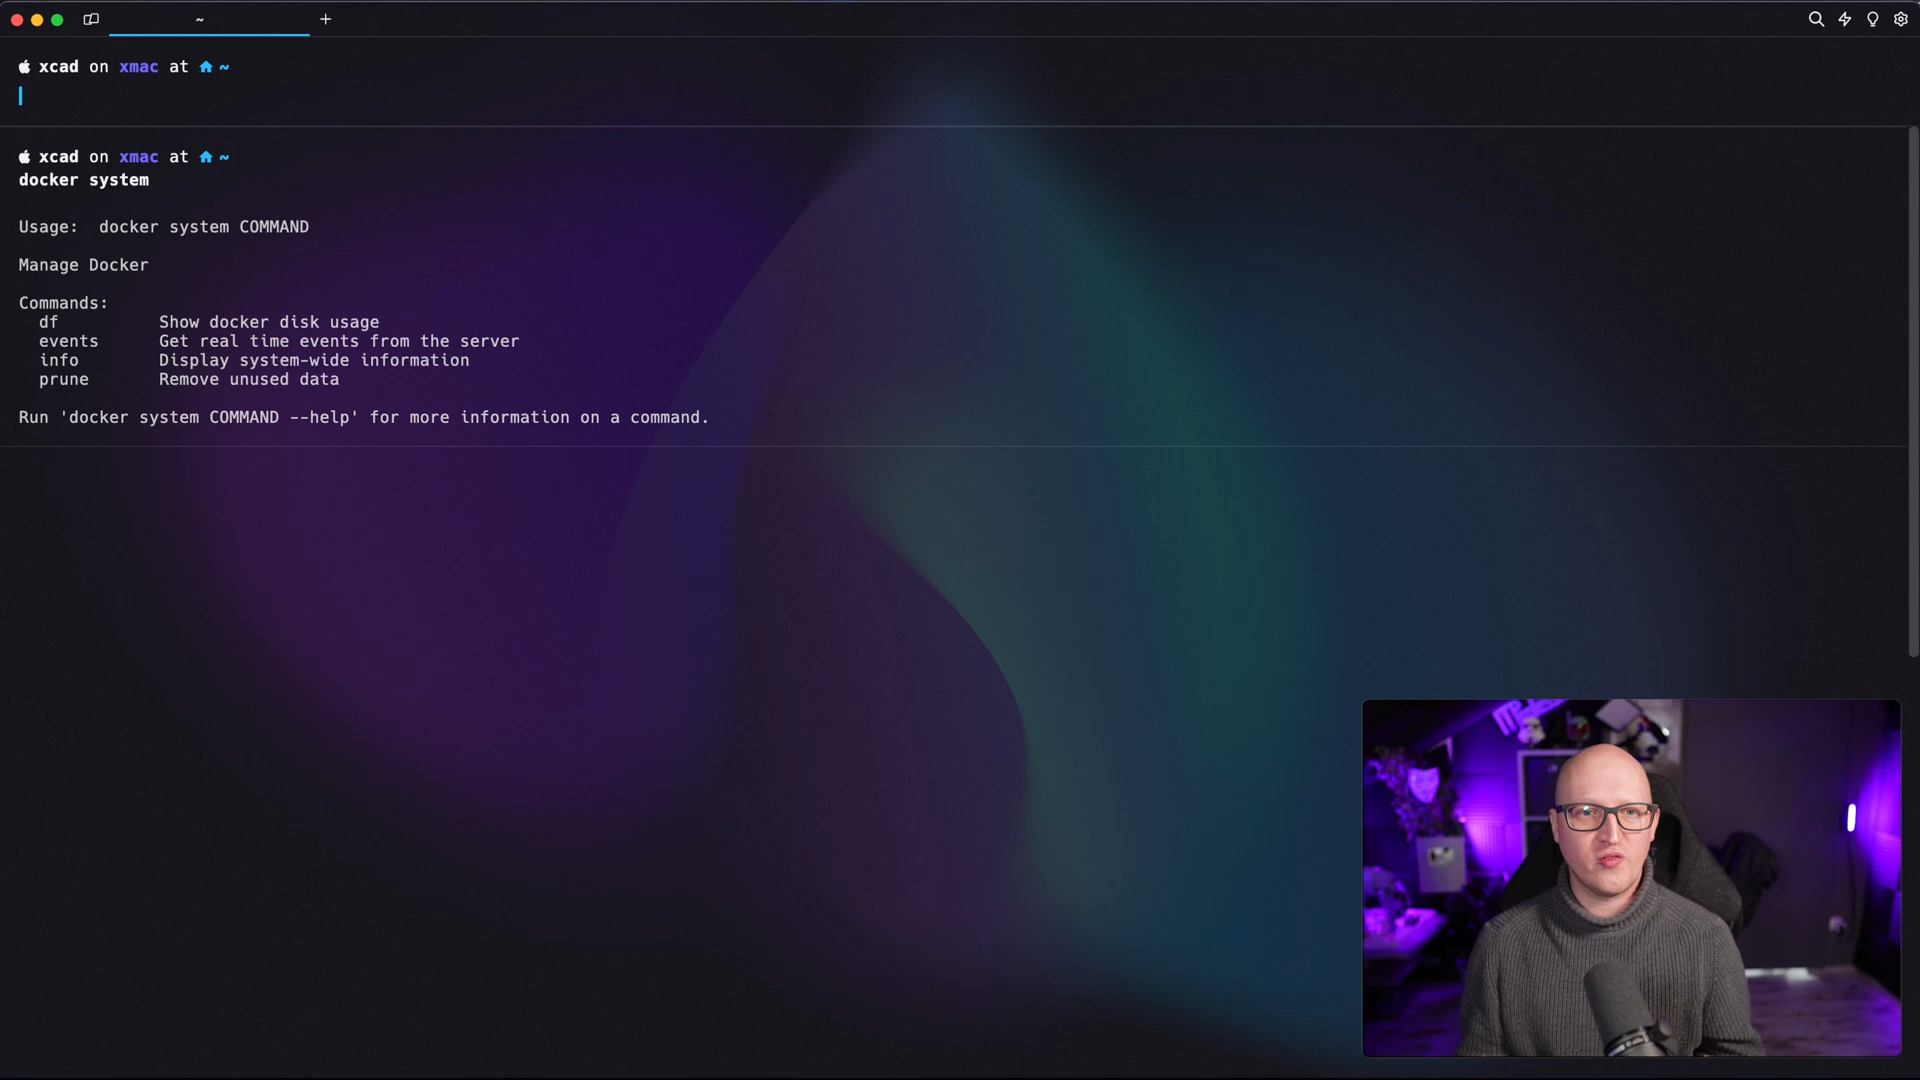 ~
xcad on xmac at ~
xcad on xmac at ~
docker system
Usage:  docker system COMMAND
Manage Docker
Commands:
  df          Show docker disk usage
  events      Get real time events from the server
  info        Display system-wide information
  prune       Remove unused data
Run 'docker system COMMAND --help' for more information on a command.